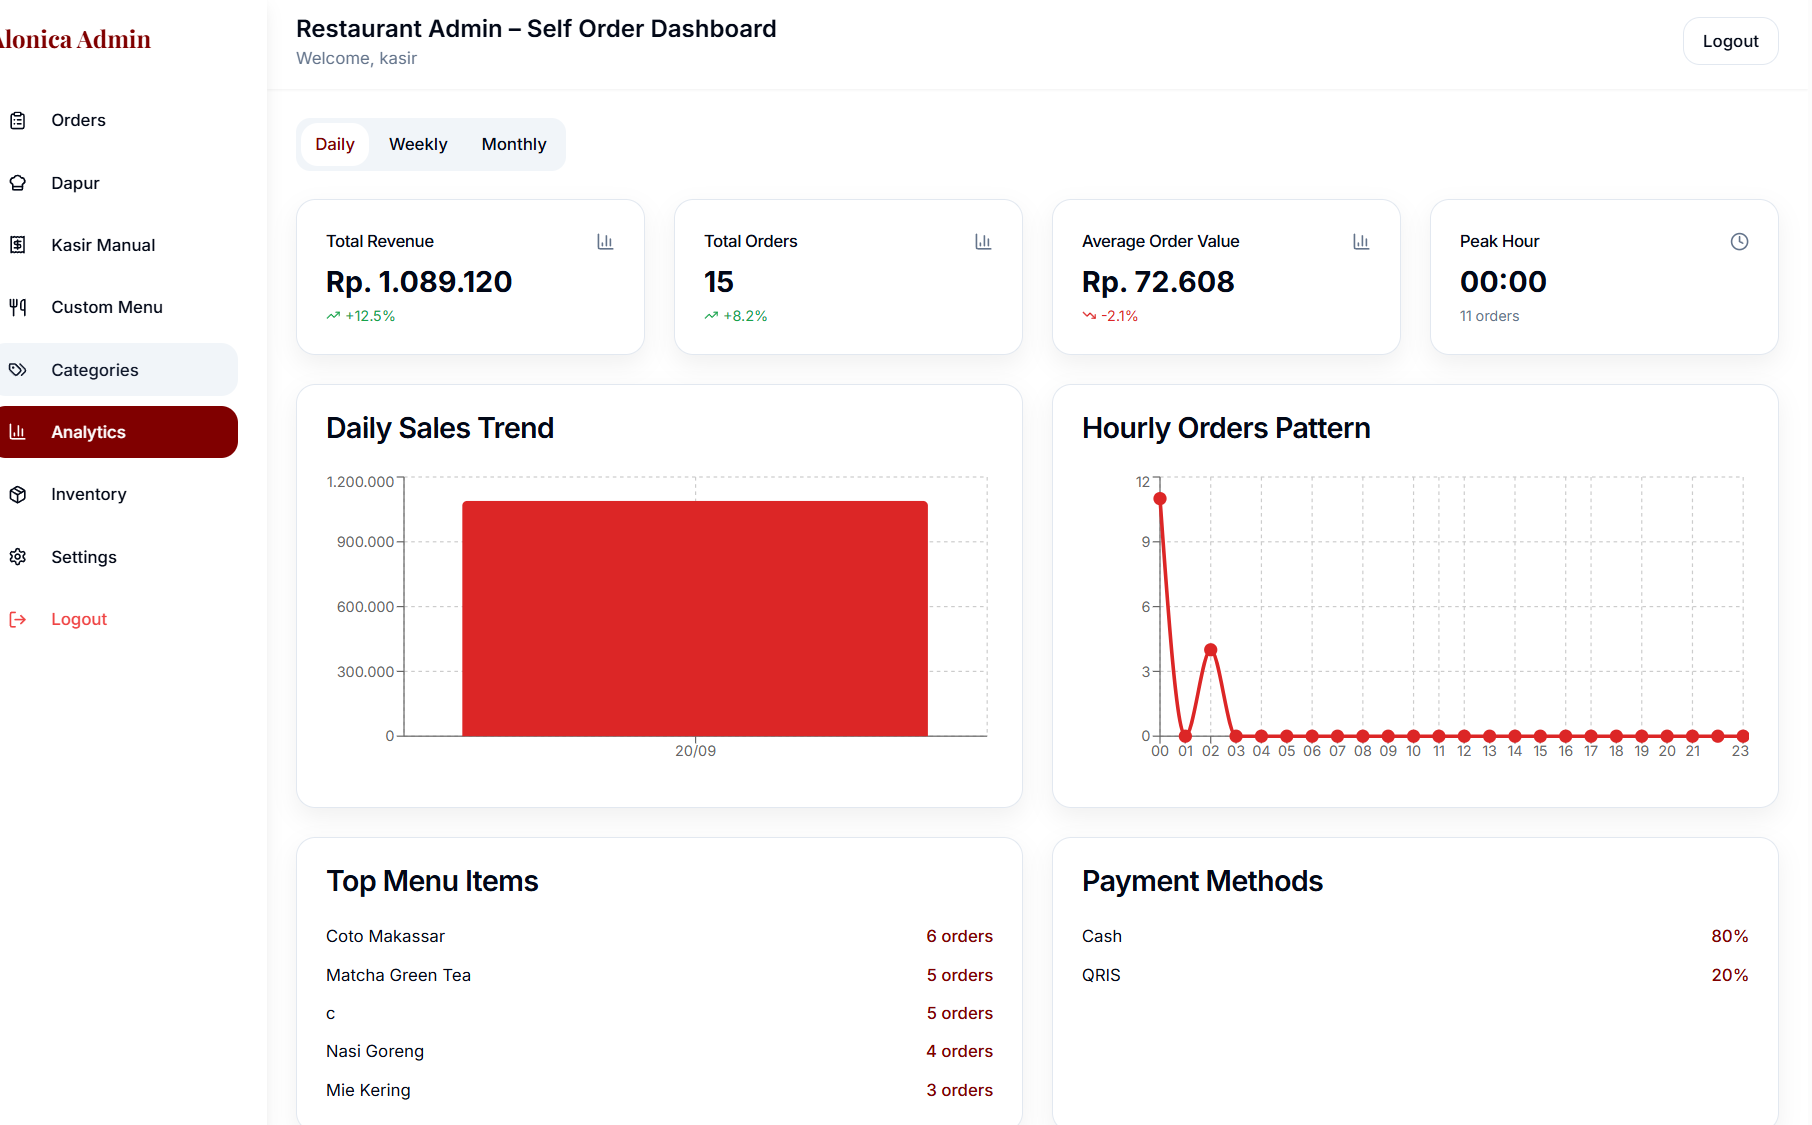 Alonica Admin
Orders
Dapur
Kasir Manual
Custom Menu
Categories
Analytics
Inventory
Settings
Logout
Restaurant Admin – Self Order Dashboard
Welcome, kasir
Logout
Daily Weekly Monthly
Total Revenue
Rp. 1.089.120
+12.5%
Total Orders
15
+8.2%
Average Order Value
Rp. 72.608
-2.1%
Peak Hour
00:00
11 orders
Daily Sales Trend
1.200.000
900.000
600.000
300.000
0
20/09
Hourly Orders Pattern
12
9
6
3
0
00 01 02 03 04 05 06 07 08 09 10 11 12 13 14 15 16 17 18 19 20 21 23
Top Menu Items
Coto Makassar 6 orders
Matcha Green Tea 5 orders
c 5 orders
Nasi Goreng 4 orders
Mie Kering 3 orders
Payment Methods
Cash 80%
QRIS 20%